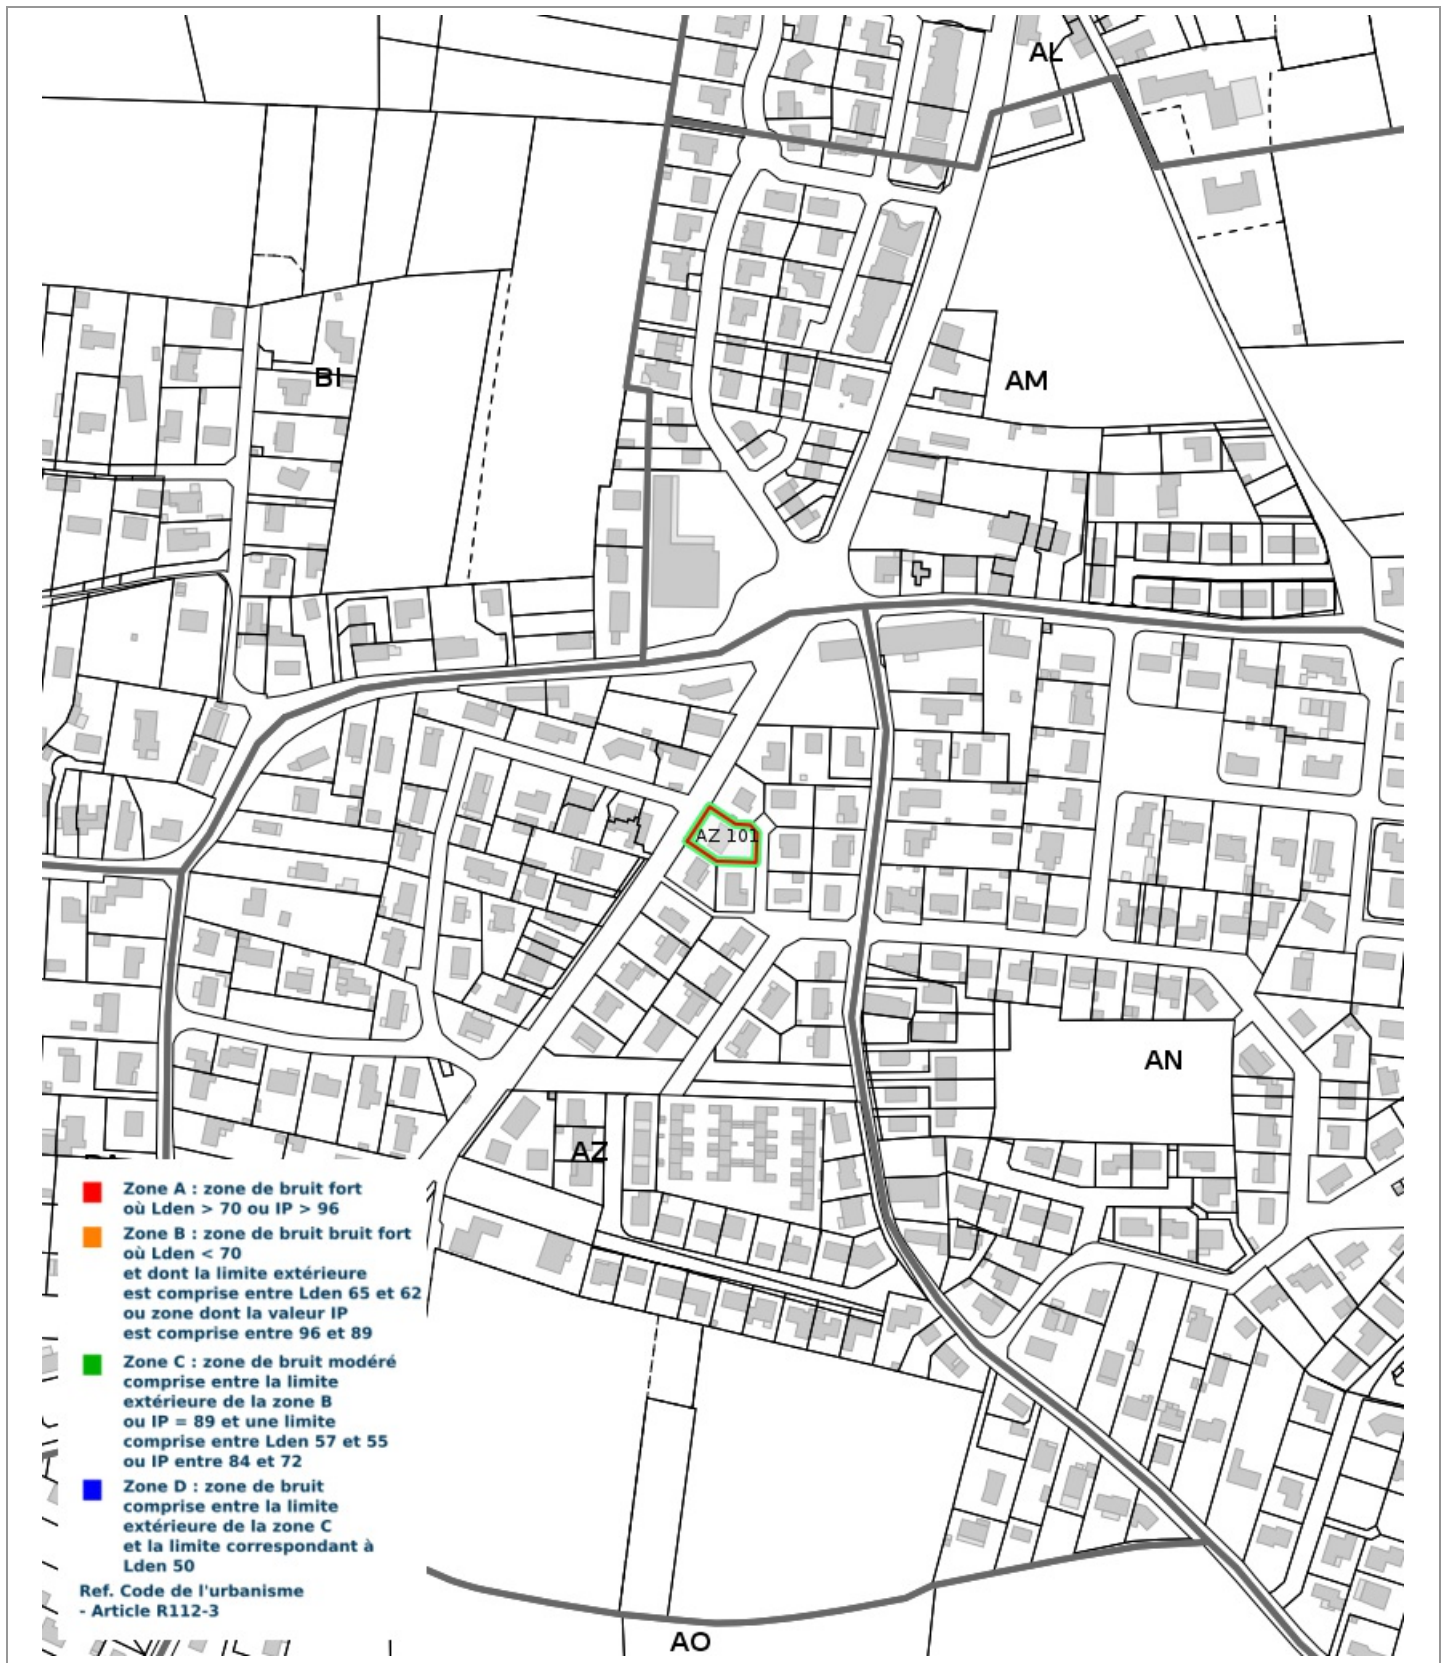 AL
BI
AM
AZ 101
AN
AZ
Zone A : zone de bruit fort
où Lden > 70 ou IP > 96
Zone B : zone de bruit bruit fort
où Lden < 70
et dont la limite extérieure
est comprise entre Lden 65 et 62
ou zone dont la valeur IP
est comprise entre 96 et 89
Zone C : zone de bruit modéré
comprise entre la limite
extérieure de la zone B
ou IP = 89 et une limite
comprise entre Lden 57 et 55
ou IP entre 84 et 72
Zone D : zone de bruit
comprise entre la limite
extérieure de la zone C
et la limite correspondant à
Lden 50
Ref. Code de l'urbanisme
- Article R112-3
AO